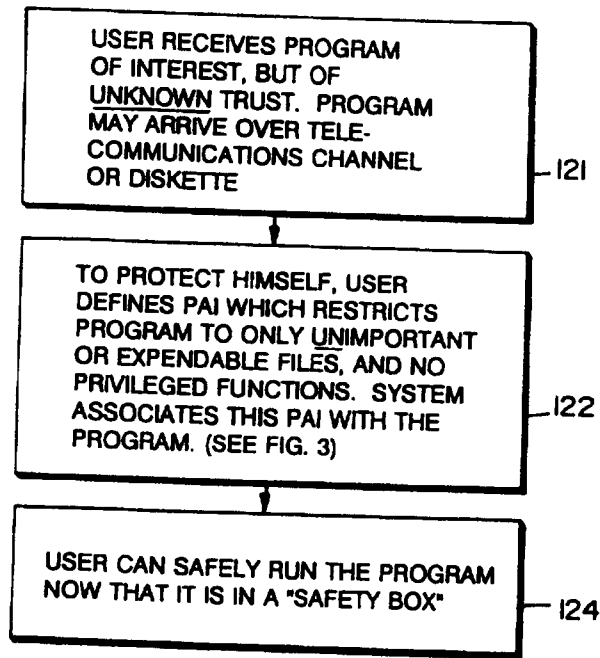 USER RECEIVES PROGRAM
OF INTEREST, BUT OF
UNKNOWN TRUST. PROGRAM
MAY ARRIVE OVER TELE-
COMMUNICATIONS CHANNEL
OR DISKETTE
121
TO PROTECT HIMSELF, USER
DEFINES PAI WHICH RESTRICTS
PROGRAM TO ONLY UNIMPORTANT
OR EXPENDABLE FILES, AND NO
PRIVILEGED FUNCTIONS. SYSTEM
ASSOCIATES THIS PAI WITH THE
PROGRAM. (SEE FIG. 3)
122
USER CAN SAFELY RUN THE PROGRAM
NOW THAT IT IS IN A "SAFETY BOX"
124